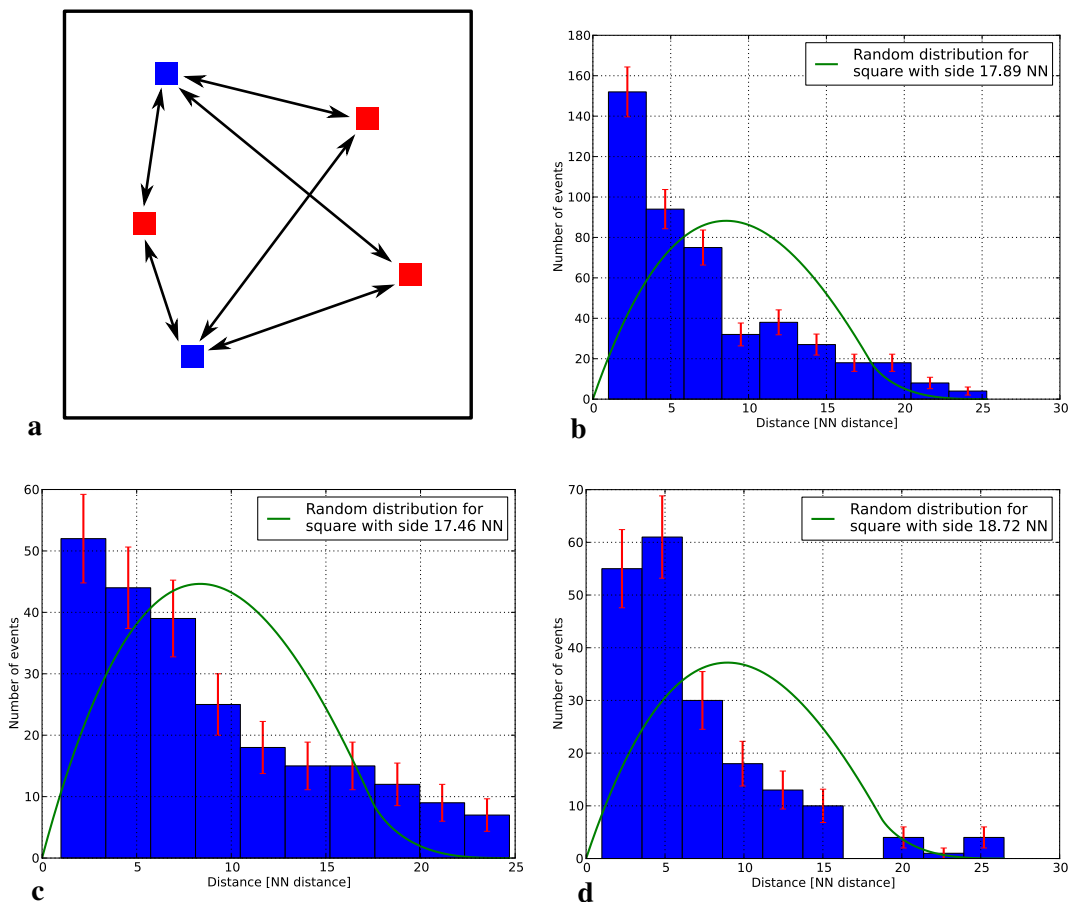 a
180
160
140
120
100
80
60
40
20
0
Number of events
Random distribution for
square with side 17.89 NN
0 5 10 15 20 25 30
Distance [NN distance]
b
60
50
40
30
20
10
0
Number of events
Random distribution for
square with side 17.46 NN
0 5 10 15 20 25
Distance [NN distance]
c
70
60
50
40
30
20
10
0
Number of events
Random distribution for
square with side 18.72 NN
0 5 10 15 20 25 30
Distance [NN distance]
d